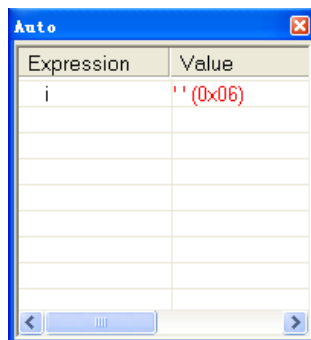 Auto
Expression Value
i ' ' (0x06)